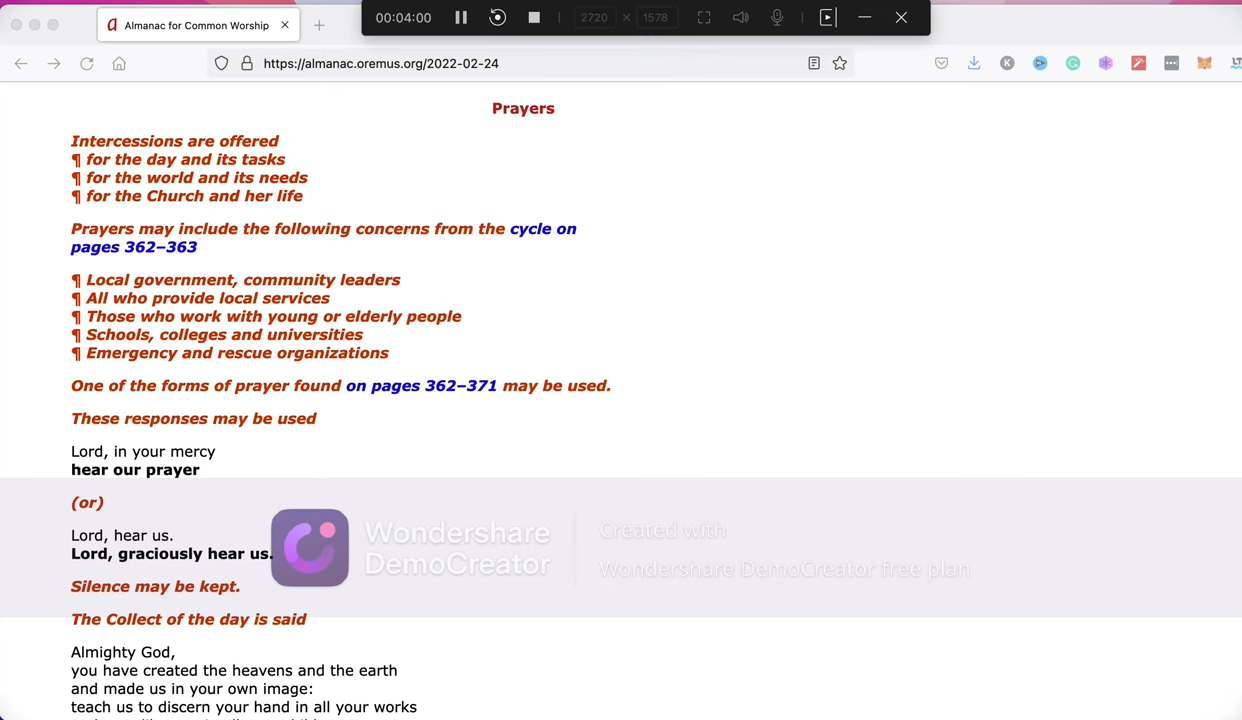 Almanac for Common Worship
00:04:00
2720 × 1578
https://almanac.oremus.org/2022-02-24
Prayers
Intercessions are offered
¶ for the day and its tasks
¶ for the world and its needs
¶ for the Church and her life
Prayers may include the following concerns from the cycle on
pages 362–363
¶ Local government, community leaders
¶ All who provide local services
¶ Those who work with young or elderly people
¶ Schools, colleges and universities
¶ Emergency and rescue organizations
One of the forms of prayer found on pages 362–371 may be used.
These responses may be used
Lord, in your mercy
hear our prayer
(or)
Lord, hear us.
Lord, graciously hear us.
Silence may be kept.
The Collect of the day is said
Almighty God,
you have created the heavens and the earth
and made us in your own image:
teach us to discern your hand in all your works
Wondershare
DemoCreator
Created with
Wondershare DemoCreator free plan